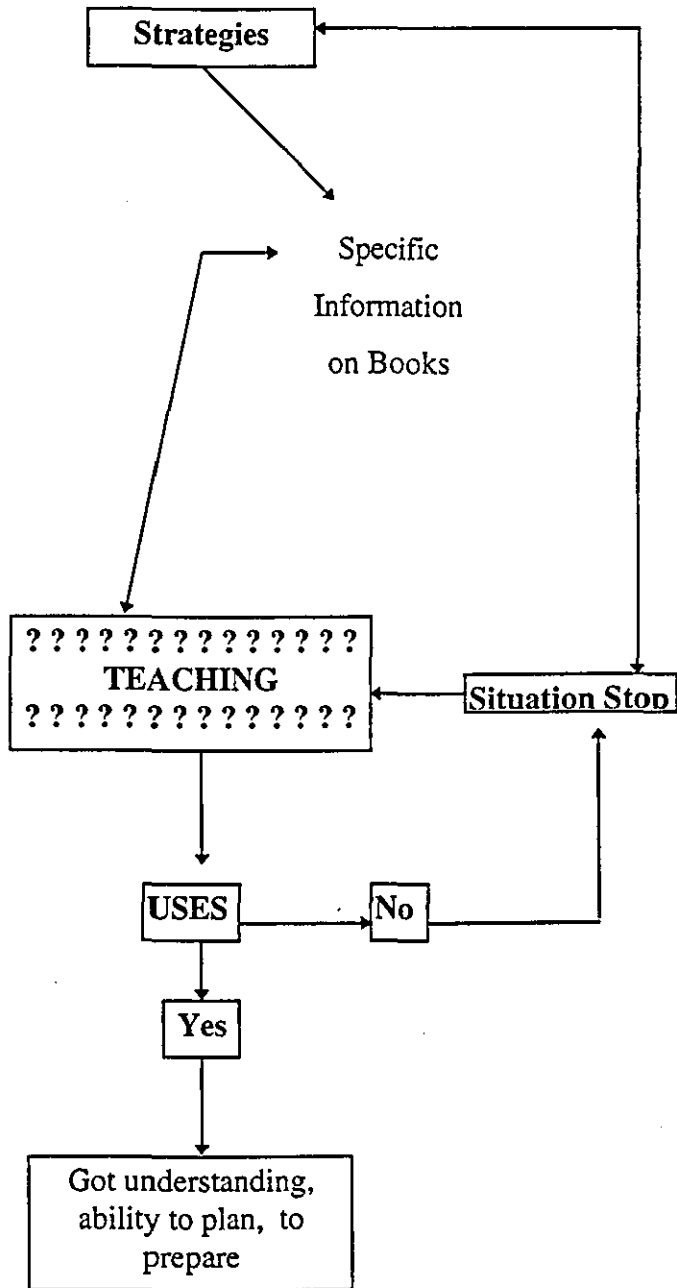 Strategies
Specific
Information
on Books
? ? ? ? ? ? ? ? ? ? ? ? ? ?
TEACHING
? ? ? ? ? ? ? ? ? ? ? ? ? ?
Situation Stop
USES
No
Yes
Got understanding,
ability to plan, to
prepare